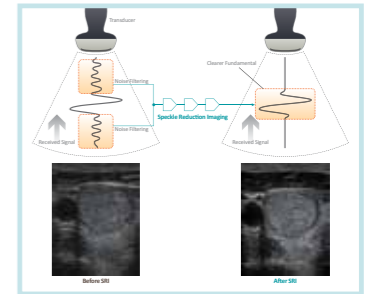 Transducer
Cleaner Fundamental
Noise Filtering
Speckle Reduction Imaging
Noise Filtering
Received Signal
Received Signal
Before SRI
After SRI